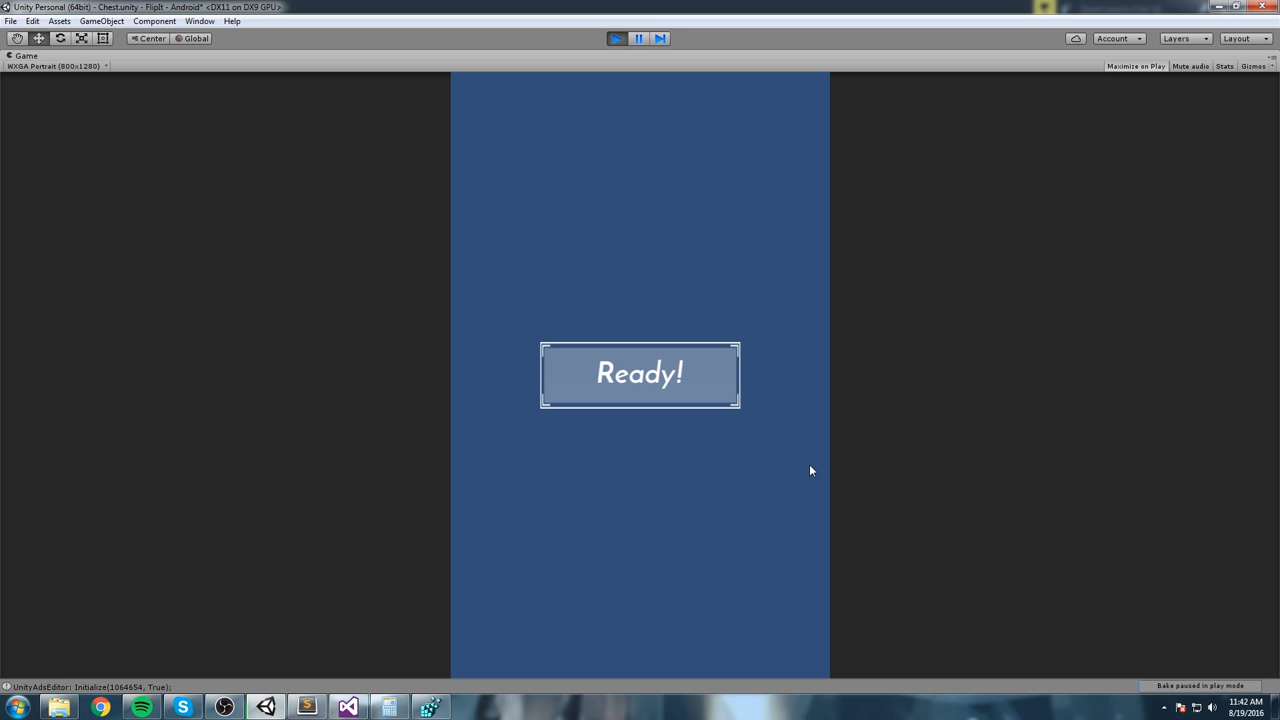 Unity Personal (64bit) - Chest.unity - FlipIt - Android* <DX11 on DX9 GPU>
File Edit Assets GameObject Component Window Help
Center Global Account Layers Layout
Game
WXGA Portrait (800x1280) Maximize on Play Mute audio Stats Gizmos
Ready!
UnityAdsEditor: Initialize(1064654, True); Bake paused in play mode
11:42 AM
8/19/2016